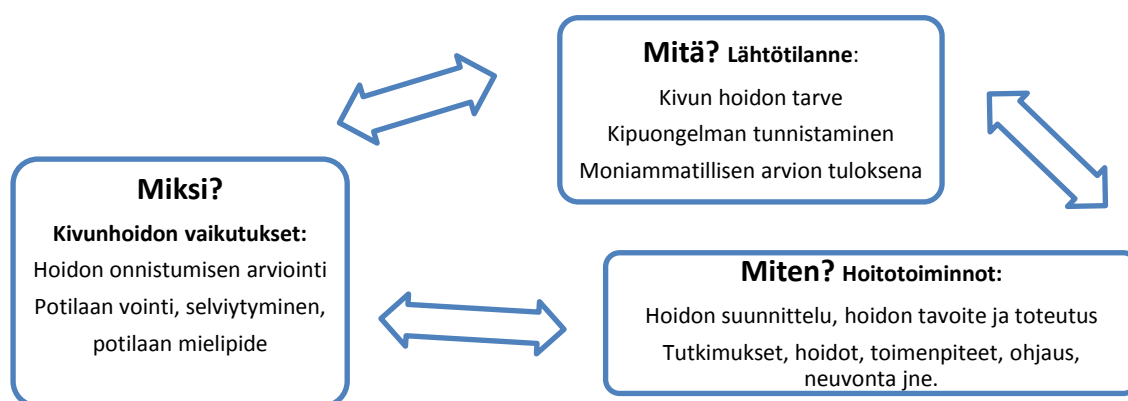 Mitä? Lähtötilanne:
Kivun hoidon tarve
Kipuongelman tunnistaminen
Moniammatillisen arvion tuloksena
Miksi?
Kivunhoidon vaikutukset:
Hoidon onnistumisen arviointi
Potilaan vointi, selviytyminen,
potilaan mielipide
Miten? Hoitotoiminnot:
Hoidon suunnittelu, hoidon tavoite ja toteutus
Tutkimukset, hoidot, toimenpiteet, ohjaus,
neuvonta jne.